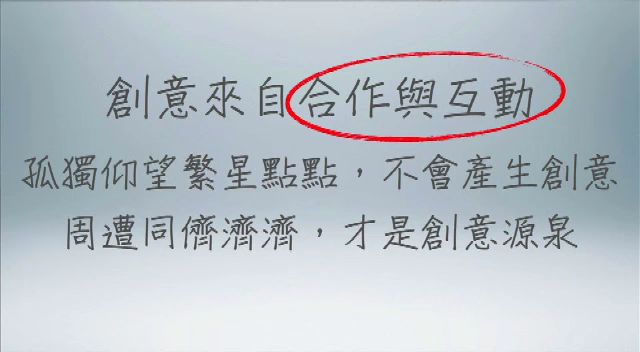 創意來自合作與互動
孤獨仰望繁星點點，不會產生創意
周遭同儕濟濟，才是創意源泉